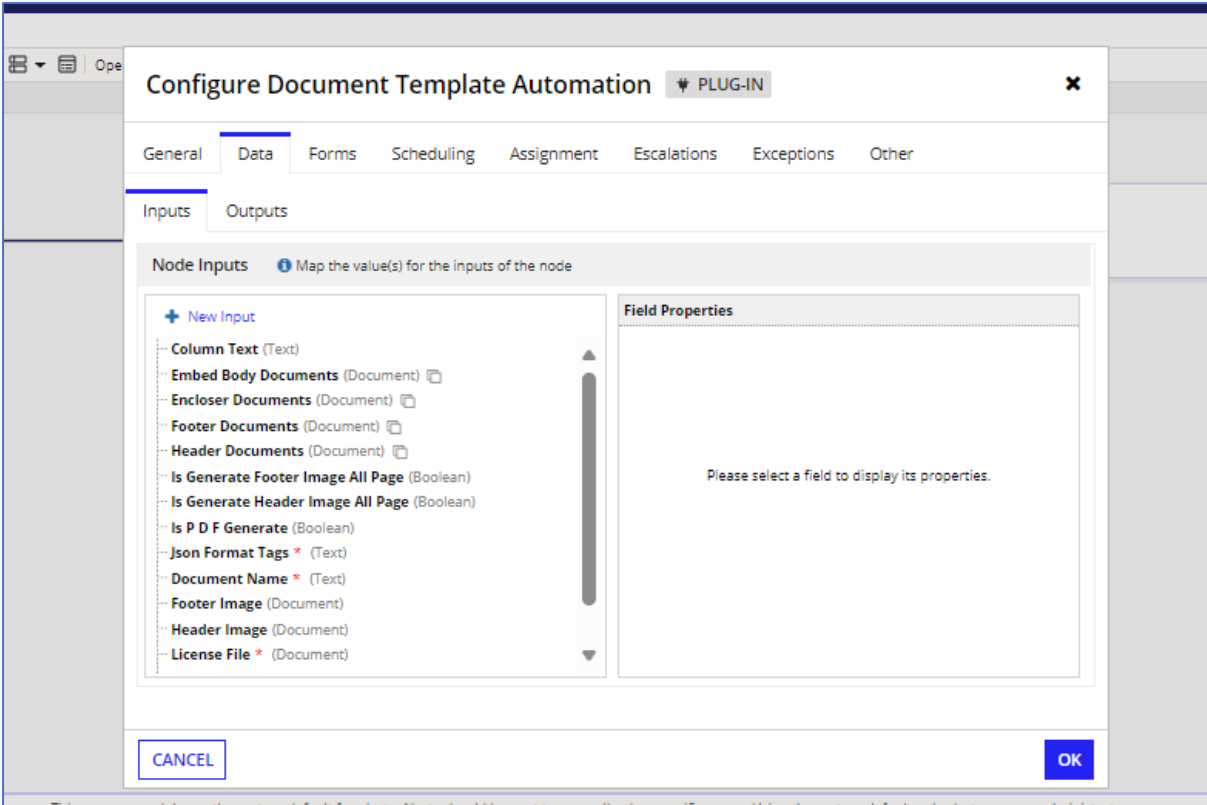 Ope
Configure Document Template Automation PLUG-IN
General Data Forms Scheduling Assignment Escalations Exceptions Other
Inputs Outputs
Node Inputs Map the value(s) for the inputs of the node
New Input
Column Text (Text)
Embed Body Documents (Document)
Encloser Documents (Document)
Footer Documents (Document)
Header Documents (Document)
Is Generate Footer Image All Page (Boolean)
Is Generate Header Image All Page (Boolean)
Is P D F Generate (Boolean)
Json Format Tags * (Text)
Document Name * (Text)
Footer Image (Document)
Header Image (Document)
License File * (Document)
Field Properties
Please select a field to display its properties.
CANCEL OK